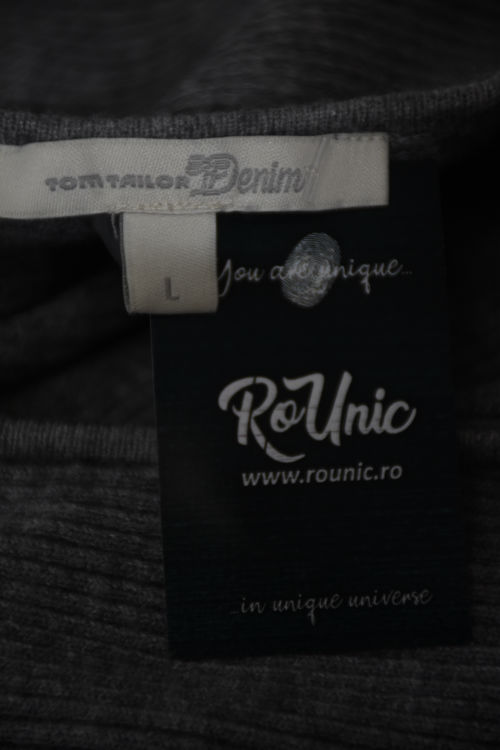 TOM TAILOR Denim
L
You are unique...
RoUnic
www.rounic.ro
...in unique universe